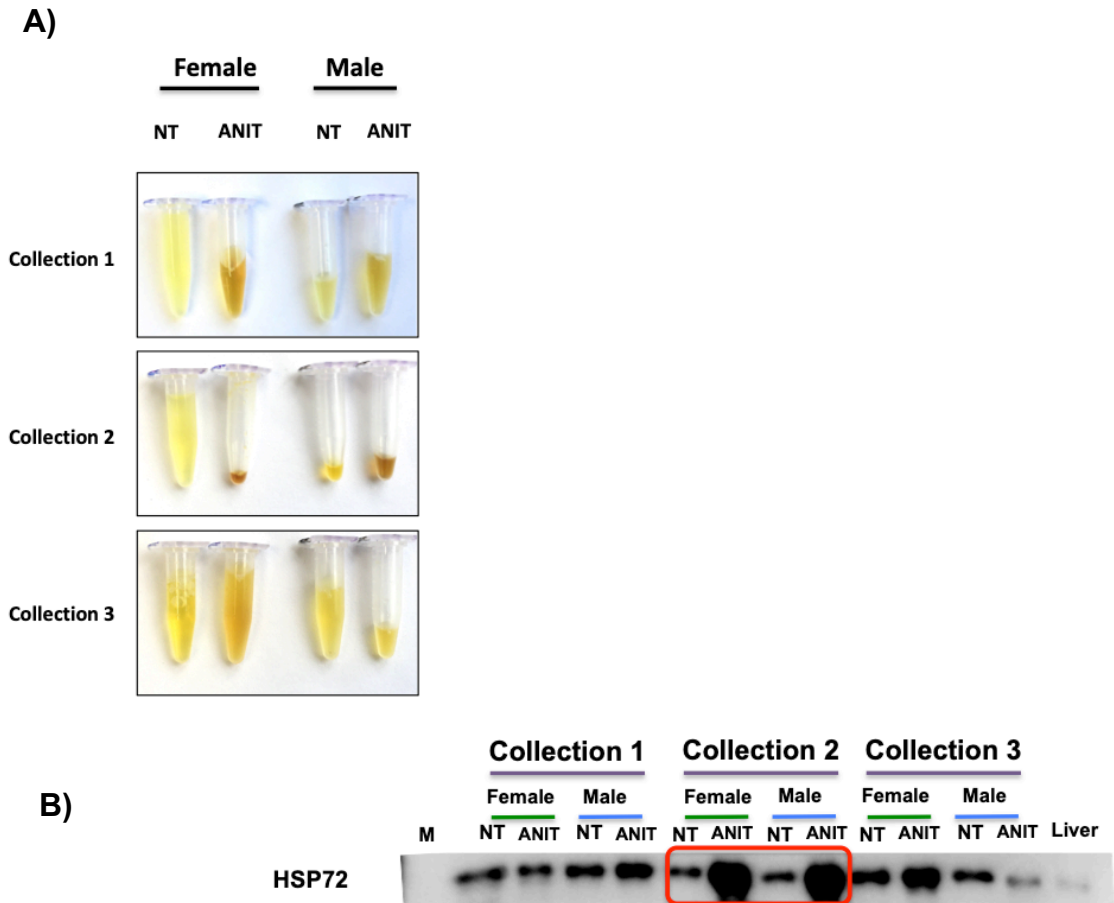 A)
Female Male
NT ANIT NT ANIT
Collection 1
Collection 2
Collection 3
Collection 1 Collection 2 Collection 3
B)
Female Male Female Male Female Male
M NT ANIT NT ANIT NT ANIT NT ANIT NT ANIT NT ANIT Liver
HSP72